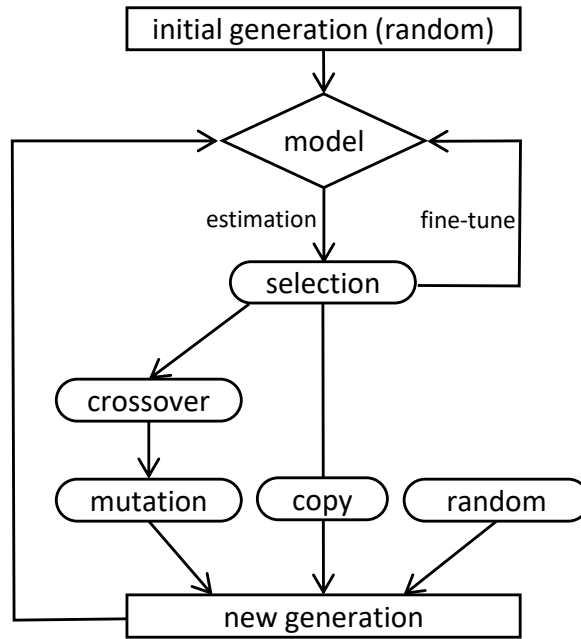 initial generation (random)
model
estimation
fine-tune
selection
crossover
mutation
copy
random
new generation